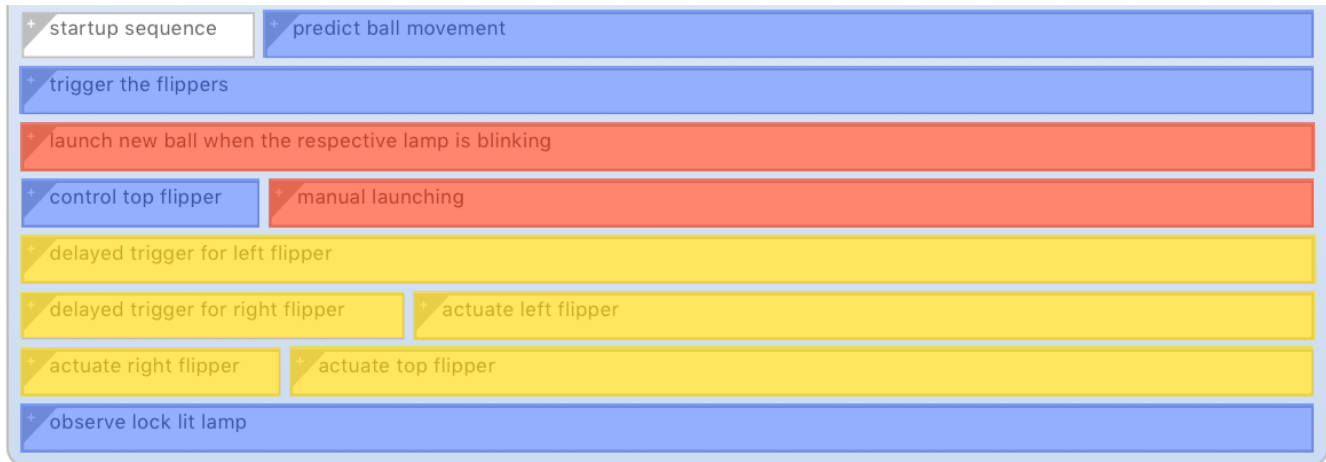 + startup sequence + predict ball movement
+ trigger the flippers
+ launch new ball when the respective lamp is blinking
+ control top flipper + manual launching
+ delayed trigger for left flipper
+ delayed trigger for right flipper + actuate left flipper
+ actuate right flipper + actuate top flipper
+ observe lock lit lamp